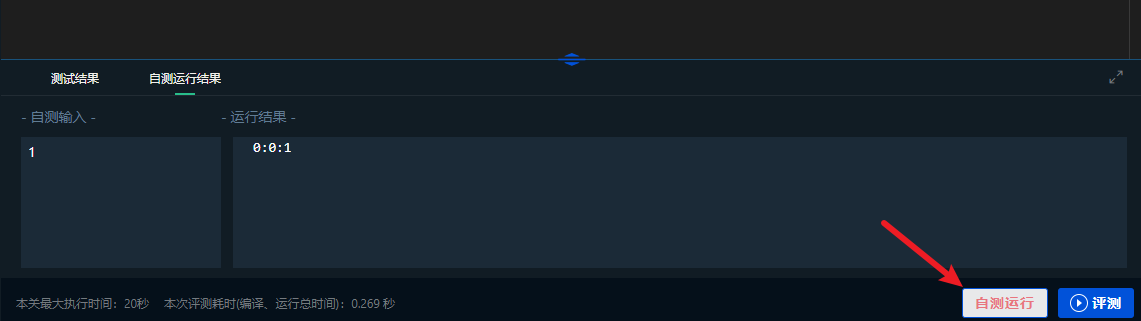 测试结果 自测运行结果
- 自测输入 - - 运行结果 -
1 0:0:1
本关最大执行时间：20秒 本次评测耗时(编译、运行总时间)：0.269 秒 自测运行 评测